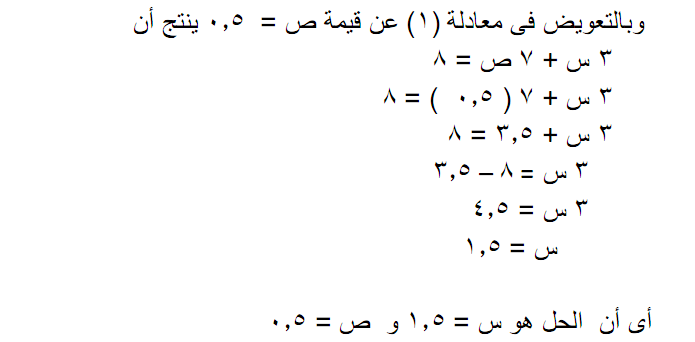 وبالتعويض فى معادلة (١) عن قيمة ص = ٠,٥ ينتج أن
٣ س + ٧ ص = ٨
٣ س + ٧ ( ٠,٥ ) = ٨
٣ س + ٣,٥ = ٨
٣ س = ٨ – ٣,٥
٣ س = ٤,٥
س = ١,٥
أى أن الحل هو س = ١,٥ و ص = ٠,٥